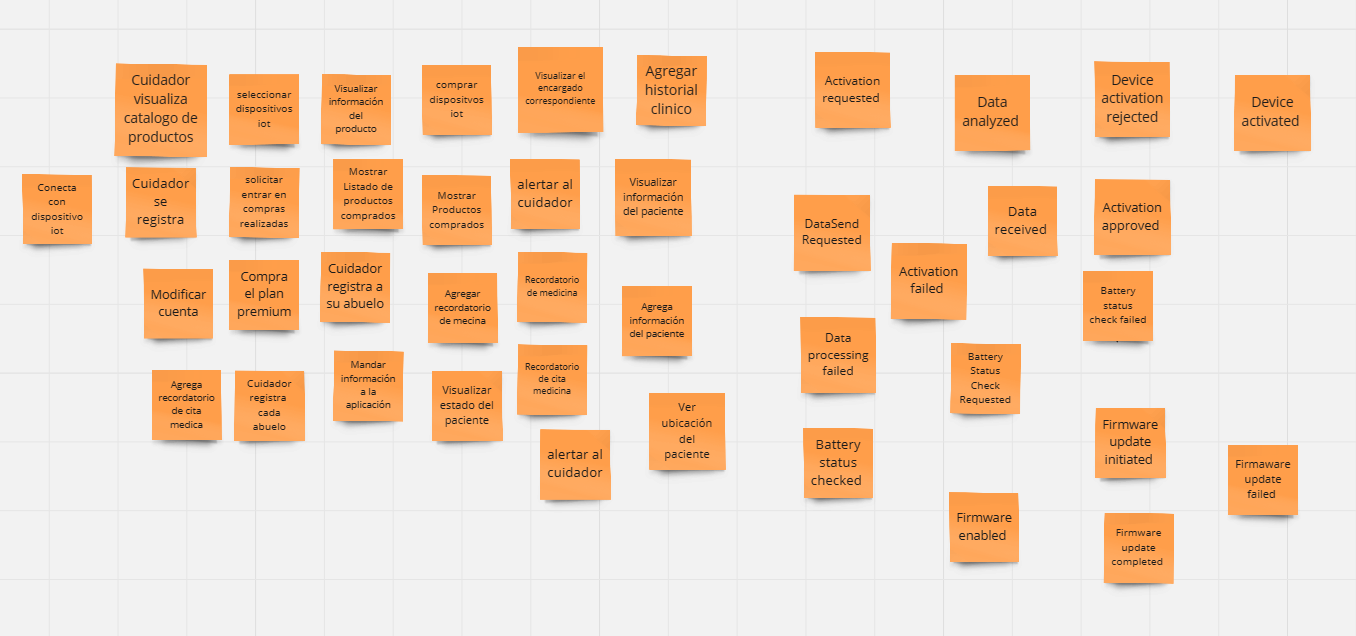 Cuidador
visualiza
catalogo de
productos
seleccionar
dispositivos
iot
Visualizar
información
del
producto
comprar
dispositvos
iot
Visualizar el
encargado
correspondiente
Agregar
historial
clinico
Conecta
con
dispositivo
iot
Cuidador
se
registra
solicitar
entrar en
compras
realizadas
Mostrar
Listado de
productos
comprados
Mostrar
Productos
comprados
alertar al
cuidador
Visualizar
información
del paciente
Modificar
cuenta
Compra
el plan
premium
Cuidador
registra a
su abuelo
Agregar
recordatorio
de mecina
Recordatorio
de medicina
Agrega
información
del paciente
Agrega
recordatorio
de cita
medica
Cuidador
registra
cada
abuelo
Mandar
información
a la
aplicación
Visualizar
estado del
paciente
Recordatorio
de cita
medicina
alertar al
cuidador
Ver
ubicación
del
paciente
Activation
requested
Data
analyzed
Device
activation
rejected
Device
activated
DataSend
Requested
Data
received
Activation
approved
Activation
failed
Battery
status
check failed
Data
processing
failed
Battery
Status
Check
Requested
Battery
status
checked
Firmware
update
initiated
Firmaware
update
failed
Firmware
enabled
Firmware
update
completed